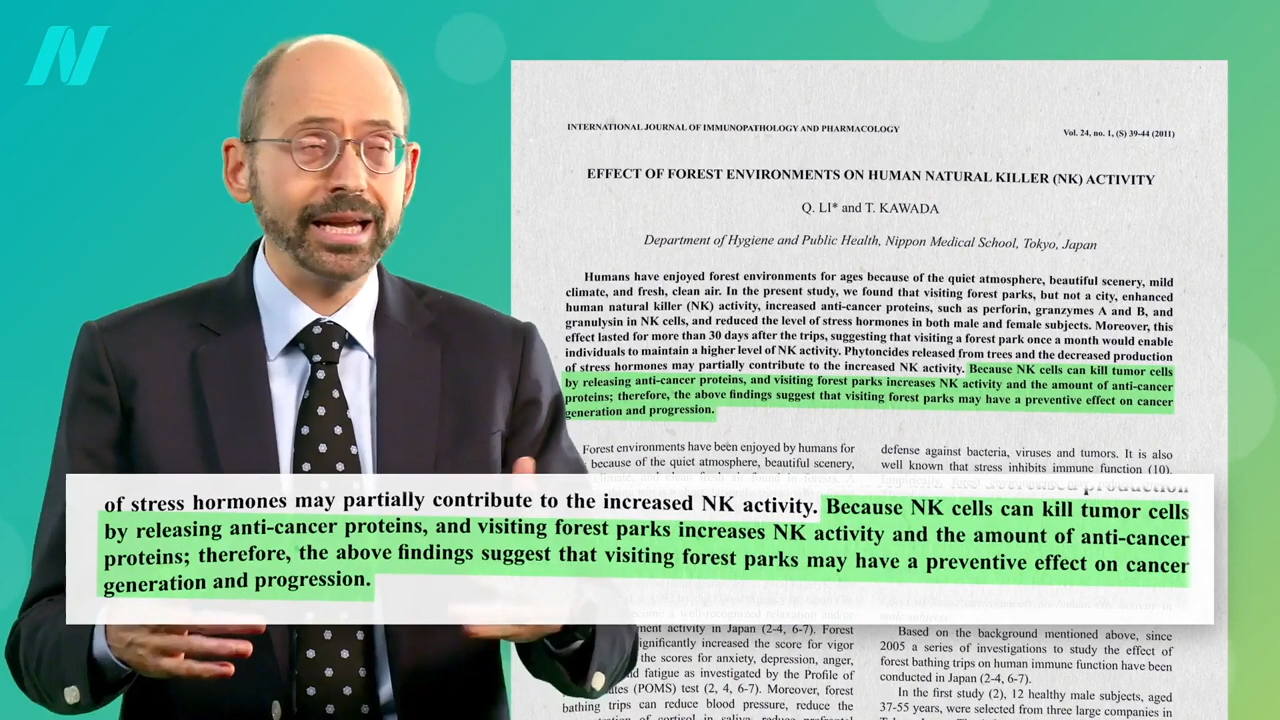 INTERNATIONAL JOURNAL OF IMMUNOPATHOLOGY AND PHARMACOLOGY
Vol. 24, no. 1, (S) 39-44 (2011)
EFFECT OF FOREST ENVIRONMENTS ON HUMAN NATURAL KILLER (NK) ACTIVITY
Q. LI* and T. KAWADA
Department of Hygiene and Public Health, Nippon Medical School, Tokyo, Japan
Humans have enjoyed forest environments for ages because of the quiet atmosphere, beautiful scenery, mild
climate, and fresh, clean air. In the present study, we found that visiting forest parks, but not a city, enhanced
human natural killer (NK) activity, increased anti-cancer proteins, such as perforin, granzymes A and B, and
granulysin in NK cells, and reduced the level of stress hormones in both male and female subjects. Moreover, this
effect lasted for more than 30 days after the trips, suggesting that visiting a forest park once a month would enable
individuals to maintain a higher level of NK activity. Phytoncides released from trees and the decreased production
of stress hormones may partially contribute to the increased NK activity. Because NK cells can kill tumor cells
by releasing anti-cancer proteins, and visiting forest parks increases NK activity and the amount of anti-cancer
proteins; therefore, the above findings suggest that visiting forest parks may have a preventive effect on cancer
generation and progression.
Forest environments have been enjoyed by humans for
because of the quiet atmosphere, beautiful scenery,
defense against bacteria, viruses and tumors. It is also
well known that stress inhibits immune function (10).
of stress hormones may partially contribute to the increased NK activity. Because NK cells can kill tumor cells
by releasing anti-cancer proteins, and visiting forest parks increases NK activity and the amount of anti-cancer
proteins; therefore, the above findings suggest that visiting forest parks may have a preventive effect on cancer
generation and progression.
activity in Japan (2-4, 6-7). Forest
increased the score for vigor
the scores for anxiety, depression, anger,
and fatigue as investigated by the Profile of
(POMS) test (2, 4, 6-7). Moreover, forest
bathing trips can reduce blood pressure, reduce the
Based on the background mentioned above, since
2005 a series of investigations to study the effect of
forest bathing trips on human immune function have been
conducted in Japan (2-4, 6-7).
In the first study (2), 12 healthy male subjects, aged
37-55 years, were selected from three large companies in